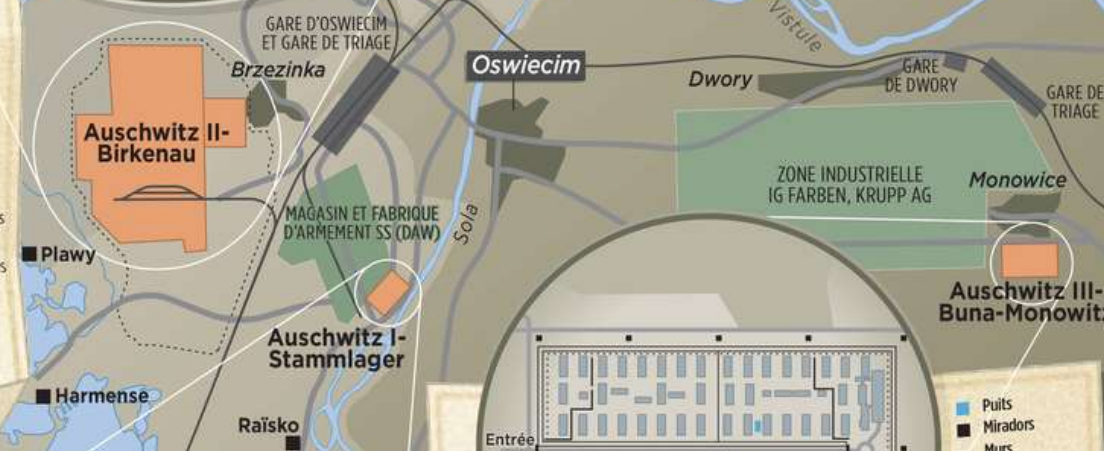 GARE D'OSWIECIM
ET GARE DE TRIAGE
Brzezinka
Oswiecim
Vistule
Dwory
GARE
DE DWORY
GARE DE
TRIAGE
Auschwitz II-
Birkenau
ZONE INDUSTRIELLE
IG FARBEN, KRUPP AG
Monowice
MAGASIN ET FABRIQUE
D'ARMEMENT SS (DAW)
Sola
Plawy
Auschwitz I-
Stammlager
Auschwitz III-
Buna-Monowitz
Harmense
Raïsko
Entrée
Puits
Miradors
Murs